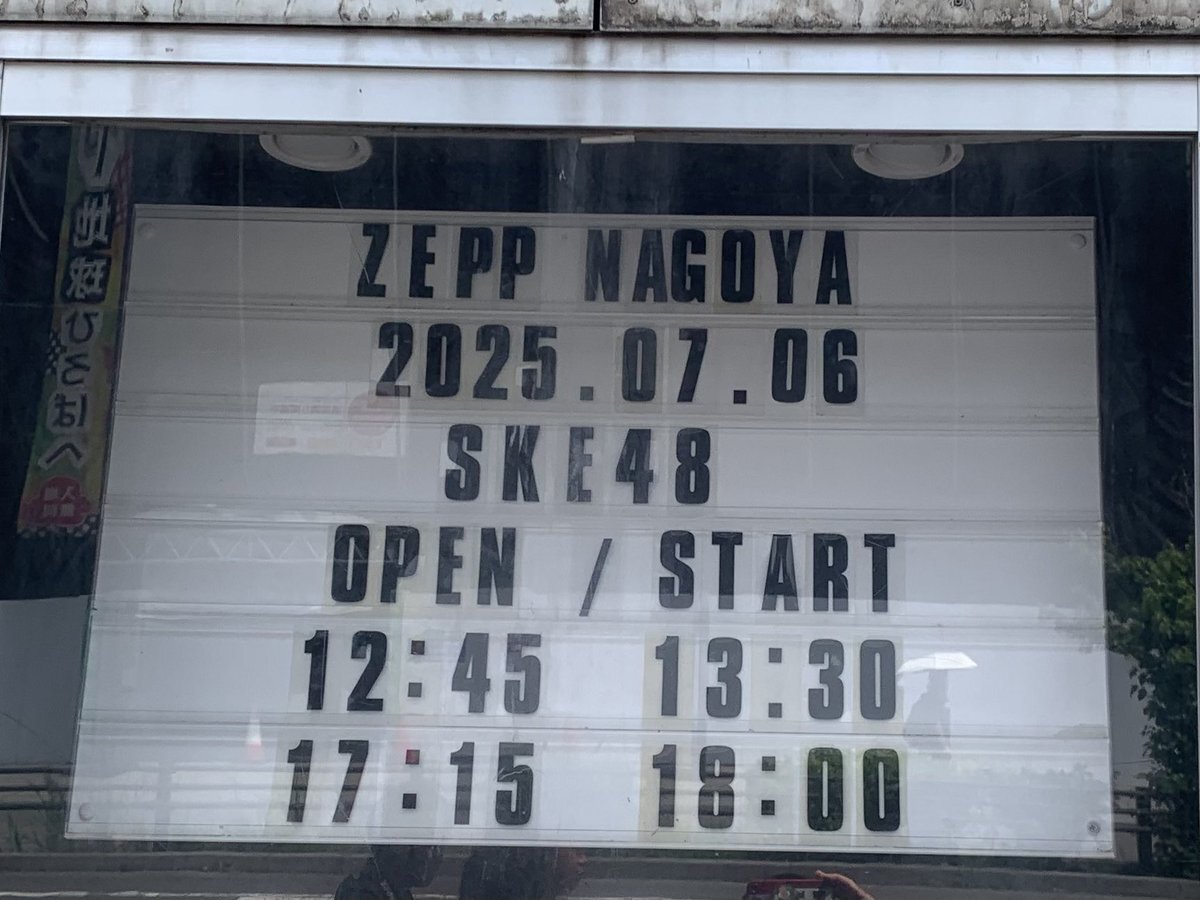 ZEPP NAGOYA
2025.07.06
SKE48
OPEN / START
12:45 13:30
17:15 18:00